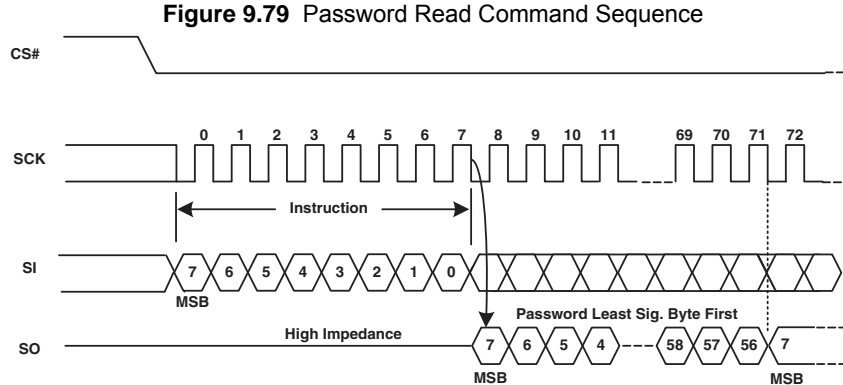 Figure 9.79 Password Read Command Sequence
CS#
0 1 2 3 4 5 6 7 8 9 10 11 69 70 71 72
SCK
Instruction
SI
7 6 5 4 3 2 1 0
MSB
Password Least Sig. Byte First
High Impedance
SO
7 6 5 4 58 57 56 7
MSB MSB